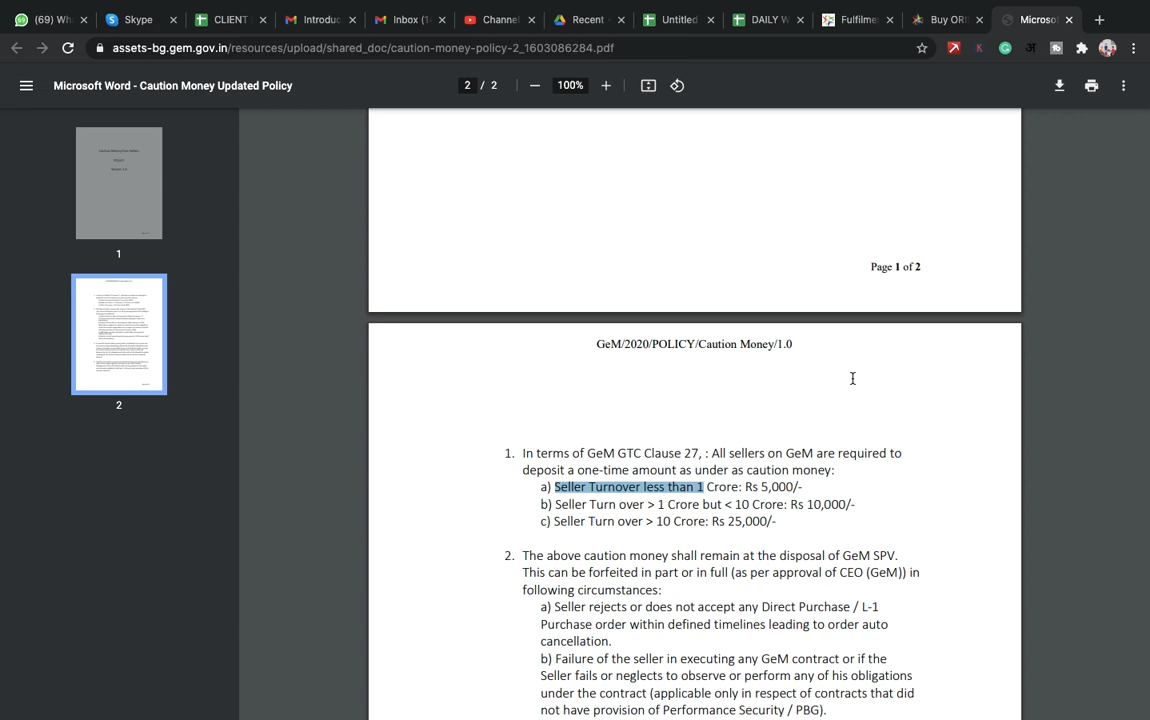 (69) Wh
Skype
CLIENT
Introduc
Inbox (1
Channel
Recent
Untitled
DAILY W
Fulfilme
Buy ORI
Microso
assets-bg.gem.gov.in/resources/upload/shared_doc/caution-money-policy-2_1603086284.pdf
Microsoft Word - Caution Money Updated Policy
2 / 2
100%
1
2
Page 1 of 2
GeM/2020/POLICY/Caution Money/1.0
1. In terms of GeM GTC Clause 27, : All sellers on GeM are required to
deposit a one-time amount as under as caution money:
a) Seller Turnover less than 1 Crore: Rs 5,000/-
b) Seller Turn over > 1 Crore but < 10 Crore: Rs 10,000/-
c) Seller Turn over > 10 Crore: Rs 25,000/-
2. The above caution money shall remain at the disposal of GeM SPV.
This can be forfeited in part or in full (as per approval of CEO (GeM)) in
following circumstances:
a) Seller rejects or does not accept any Direct Purchase / L-1
Purchase order within defined timelines leading to order auto
cancellation.
b) Failure of the seller in executing any GeM contract or if the
Seller fails or neglects to observe or perform any of his obligations
under the contract (applicable only in respect of contracts that did
not have provision of Performance Security / PBG).